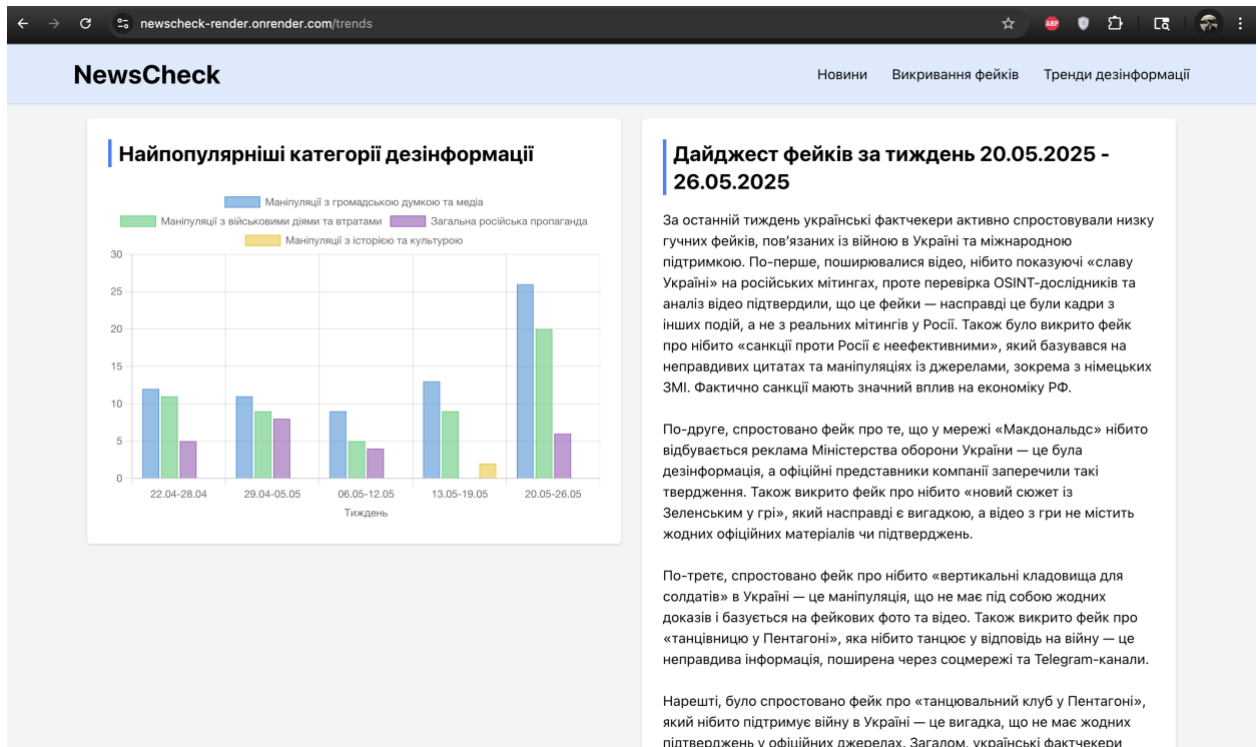 newscheck-render.onrender.com/trends
ABP
NewsCheck
Новини
Викривання фейків
Тренди дезінформації
Найпопулярніші категорії дезінформації
Маніпуляції з громадською думкою та медіа
Маніпуляції з військовими діями та втратами
Загальна російська пропаганда
Маніпуляції з історією та культурою
30
25
20
15
10
5
0
22.04-28.04
29.04-05.05
06.05-12.05
13.05-19.05
20.05-26.05
Тиждень
Дайджест фейків за тиждень 20.05.2025 -
26.05.2025
За останній тиждень українські фактчекери активно спростовували низку
гучних фейків, пов’язаних із війною в Україні та міжнародною
підтримкою. По-перше, поширювалися відео, нібито показуючі «славу
Україні» на російських мітингах, проте перевірка OSINT-дослідників та
аналіз відео підтвердили, що це фейки — насправді це були кадри з
інших подій, а не з реальних мітингів у Росії. Також було викрито фейк
про нібито «санкції проти Росії є неефективними», який базувався на
неправдивих цитатах та маніпуляціях із джерелами, зокрема з німецьких
ЗМІ. Фактично санкції мають значний вплив на економіку РФ.
По-друге, спростовано фейк про те, що у мережі «Макдональдс» нібито
відбувається реклама Міністерства оборони України — це була
дезінформація, а офіційні представники компанії заперечили такі
твердження. Також викрито фейк про нібито «новий сюжет із
Зеленським у грі», який насправді є вигадкою, а відео з гри не містить
жодних офіційних матеріалів чи підтверджень.
По-третє, спростовано фейк про нібито «вертикальні кладовища для
солдатів» в Україні — це маніпуляція, що не має під собою жодних
доказів і базується на фейкових фото та відео. Також викрито фейк про
«танцівницю у Пентагоні», яка нібито танцює у відповідь на війну — це
неправдива інформація, поширена через соцмережі та Telegram-канали.
Нарешті, було спростовано фейк про «танцювальний клуб у Пентагоні»,
який нібито підтримує війну в Україні — це вигадка, що не має жодних
підтверджень у офіційних джерелах. Загалом, українські фактчекери